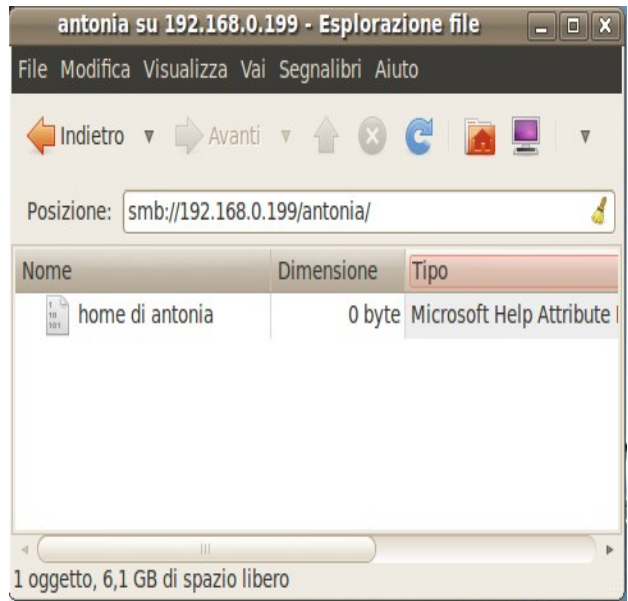 antonia su 192.168.0.199 - Esplorazione file
File Modifica Visualizza Vai Segnalibri Aiuto
Indietro Avanti
Posizione: smb://192.168.0.199/antonia/
Nome Dimensione Tipo
home di antonia 0 byte Microsoft Help Attribute
1 oggetto, 6,1 GB di spazio libero